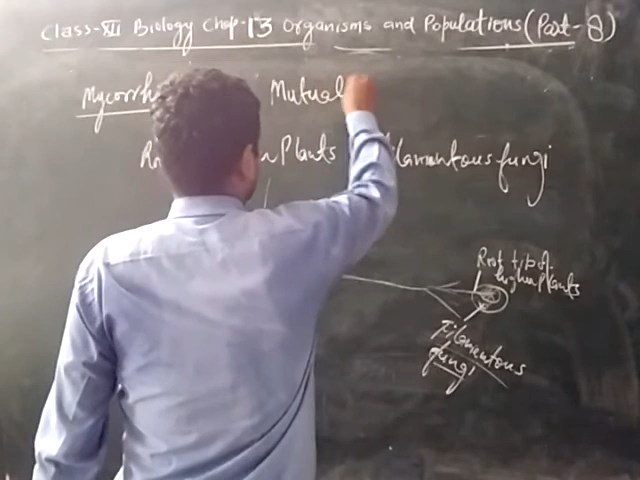 Class-XII Biology Chap-13 Organisms and Populations (Part-8)
Mycorrh Mutual
Plants filamentous fungi
Root tip of
higher plants
Filamentous
fungi